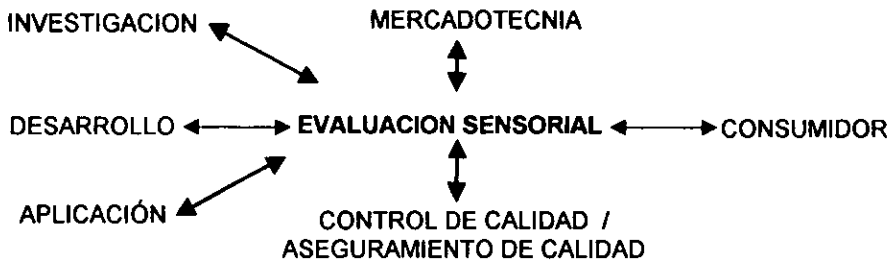 INVESTIGACION
MERCADOTECNIA
DESARROLLO
EVALUACION SENSORIAL
CONSUMIDOR
APLICACIÓN
CONTROL DE CALIDAD /
ASEGURAMIENTO DE CALIDAD